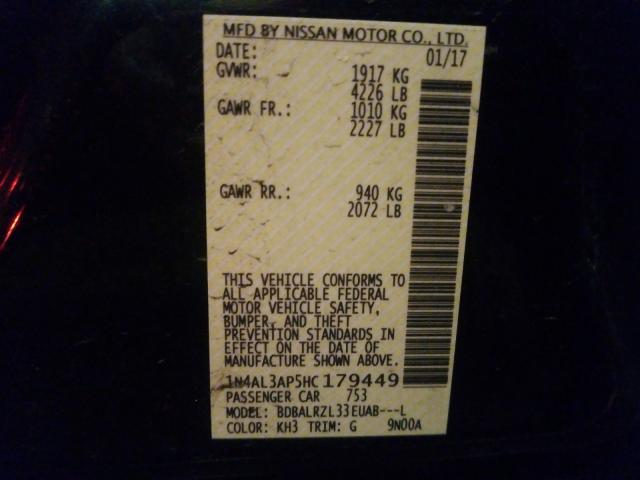 MFD BY NISSAN MOTOR CO., LTD.
DATE: 01/17
GVWR: 1917 KG
4226 LB
GAWR FR.: 1010 KG
2227 LB
GAWR RR.: 940 KG
2072 LB
THIS VEHICLE CONFORMS TO
ALL APPLICABLE FEDERAL
MOTOR VEHICLE SAFETY,
BUMPER, AND THEFT
PREVENTION STANDARDS IN
EFFECT ON THE DATE OF
MANUFACTURE SHOWN ABOVE.
1N4AL3AP5HC179449
PASSENGER CAR 753
MODEL: BDBALRZL33EUAB---L
COLOR: KH3 TRIM: G 9N00A